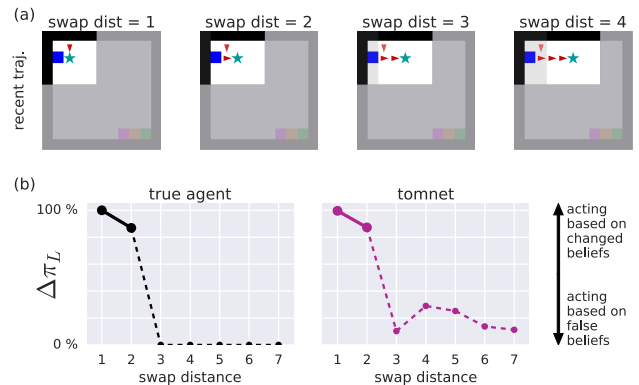 (a)
swap dist = 1
swap dist = 2
swap dist = 3
swap dist = 4
recent traj.
(b)
true agent
tomnet
100 %
0 %
Δπ_L
1 2 3 4 5 6 7
swap distance
1 2 3 4 5 6 7
swap distance
acting
based on
changed
beliefs
acting
based on
false
beliefs